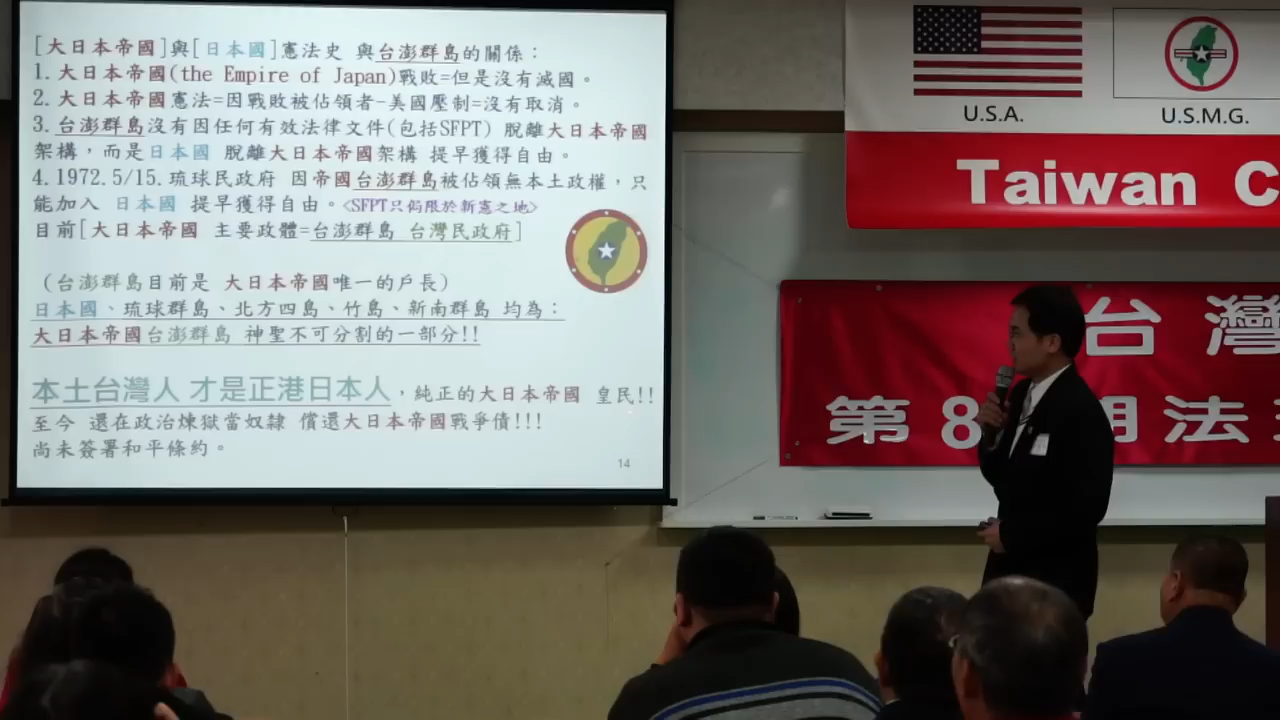 [大日本帝國]與[日本國]憲法史 與台澎群島的關係：
1.大日本帝國(the Empire of Japan)戰敗=但是沒有滅國。
2.大日本帝國憲法=因戰敗被佔領者-美國壓制=沒有取消。
3.台澎群島沒有因任何有效法律文件(包括SFPT) 脫離大日本帝國
架構，而是日本國 脫離大日本帝國架構 提早獲得自由。
4.1972.5/15.琉球民政府 因帝國台澎群島被佔領無本土政權，只
能加入 日本國 提早獲得自由。<SFPT只侷限於新憲之地>
目前[大日本帝國 主要政體=台澎群島 台灣民政府]
（台澎群島目前是 大日本帝國唯一的戶長）
日本國、琉球群島、北方四島、竹島、新南群島 均為：
大日本帝國台澎群島 神聖不可分割的一部分!!
本土台灣人 才是正港日本人，純正的大日本帝國 皇民!!
至今 還在政治煉獄當奴隸 償還大日本帝國戰爭債!!!
尚未簽署和平條約。
14
U.S.A.
U.S.M.G.
Taiwan C
台灣
第8期法